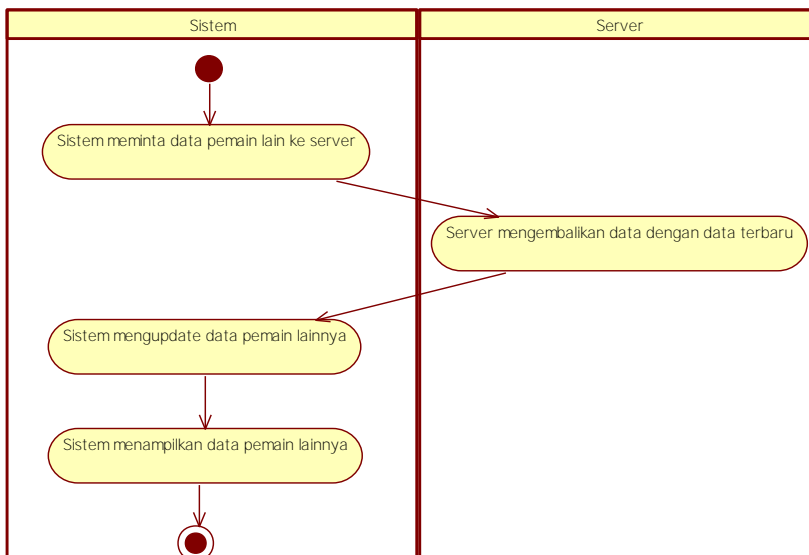 Sistem
Server
Sistem meminta data pemain lain ke server
Server mengembalikan data dengan data terbaru
Sistem mengupdate data pemain lainnya
Sistem menampilkan data pemain lainnya